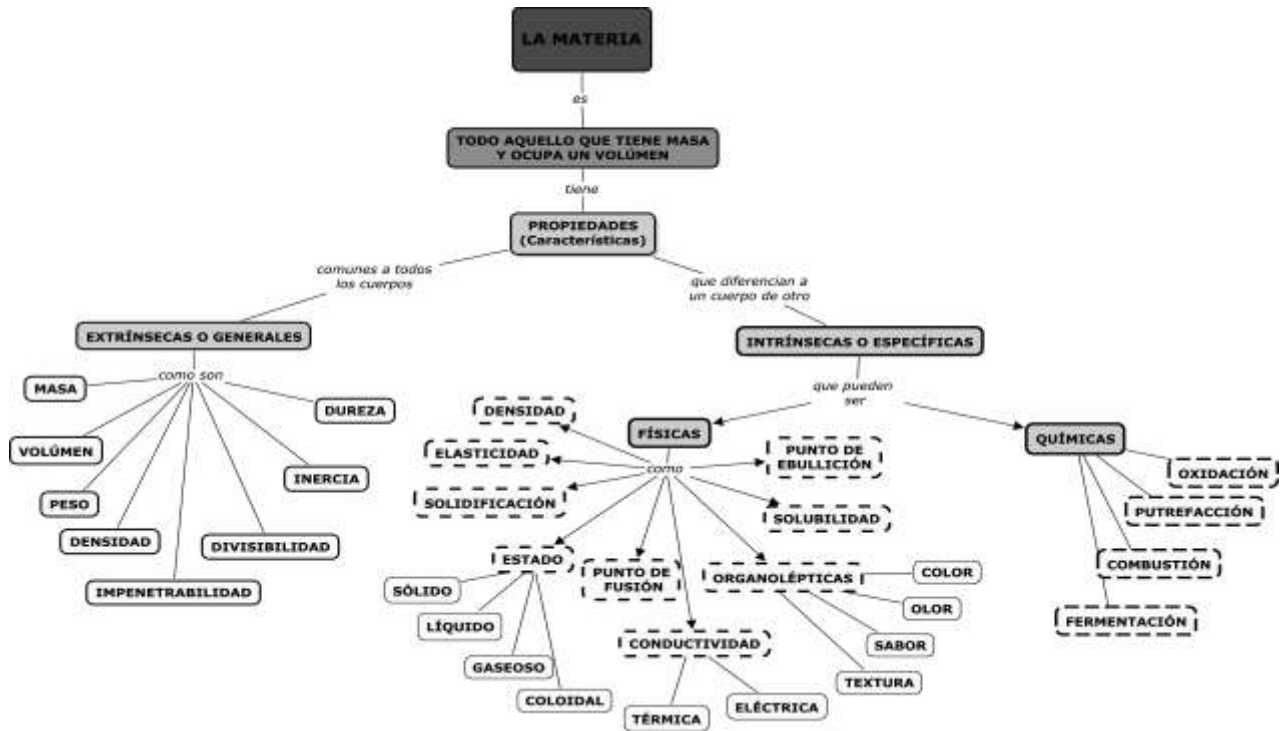 LA MATERIA
es
TODO AQUELLO QUE TIENE MASA
Y OCUPA UN VOLÚMEN
tiene
PROPIEDADES
(Características)
comunes a todos
los cuerpos
que diferencian a
un cuerpo de otro
EXTRÍNSECAS O GENERALES
como son
MASA
VOLÚMEN
PESO
DENSIDAD
IMPENETRABILIDAD
DIVISIBILIDAD
INERCIA
DUREZA
INTRÍNSECAS O ESPECÍFICAS
que pueden
ser
FÍSICAS
como
DENSIDAD
ELASTICIDAD
SOLIDIFICACIÓN
ESTADO
SÓLIDO
LÍQUIDO
GASEOSO
COLOIDAL
PUNTO DE
FUSIÓN
CONDUCTIVIDAD
TÉRMICA
ELÉCTRICA
ORGANOLÉPTICAS
COLOR
OLOR
SABOR
TEXTURA
SOLUBILIDAD
PUNTO DE
EBULLICIÓN
QUÍMICAS
OXIDACIÓN
PUTREFACCIÓN
COMBUSTIÓN
FERMENTACIÓN